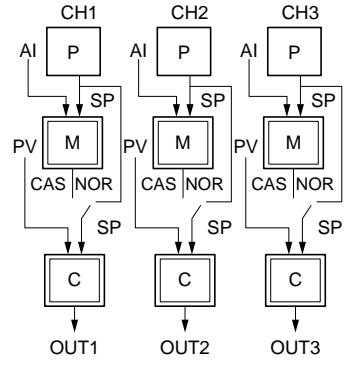 CH1 CH2 CH3
AI P AI P AI P
SP SP SP
M M M
PV PV PV
CAS NOR CAS NOR CAS NOR
SP SP SP
C C C
OUT1 OUT2 OUT3